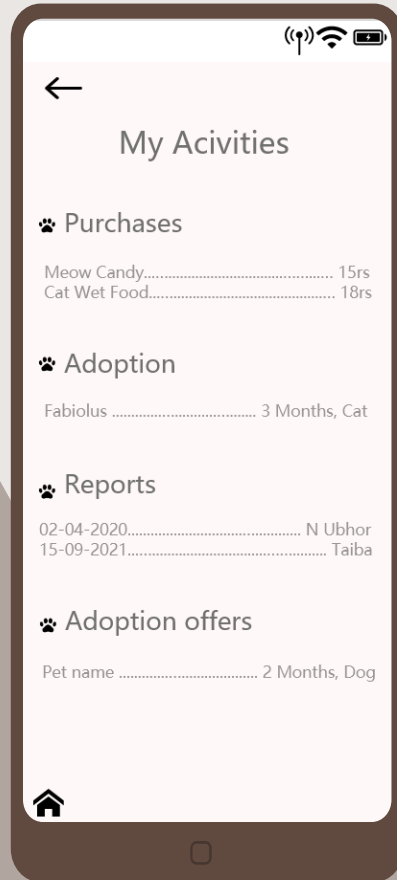 My Acivities
Purchases
Meow Candy............................................. 15rs
Cat Wet Food............................................. 18rs
Adoption
Fabiolus ................................... 3 Months, Cat
Reports
02-04-2020.......................................... N Ubhor
15-09-2021................................................ Taiba
Adoption offers
Pet name .................................. 2 Months, Dog